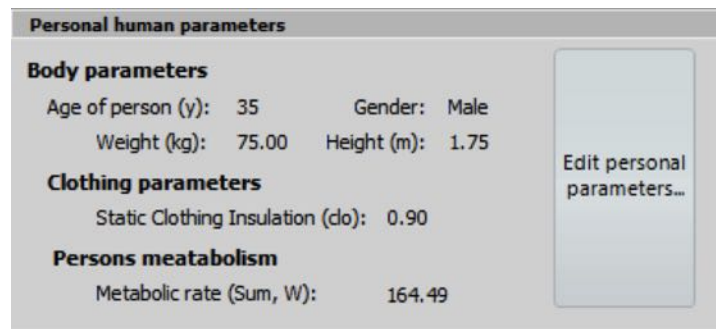 Personal human parameters
Body parameters
Age of person (y): 35 Gender: Male
Weight (kg): 75.00 Height (m): 1.75
Clothing parameters
Static Clothing Insulation (clo): 0.90
Persons meatabolism
Metabolic rate (Sum, W): 164.49
Edit personal
parameters...